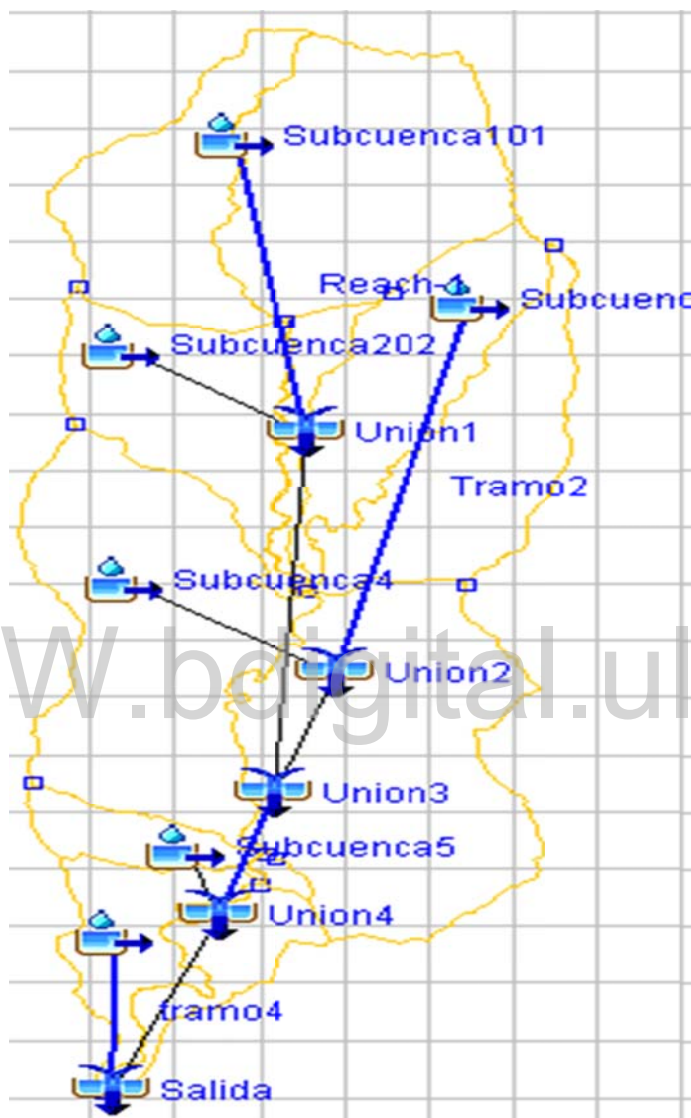 Subcuenca101
Reach-1
Subcuenc
Subcuenca202
Union1
Tramo2
Subcuenca4
Union2
W.bdigital.ul
Union3
Subcuenca5
Union4
tramo4
Salida